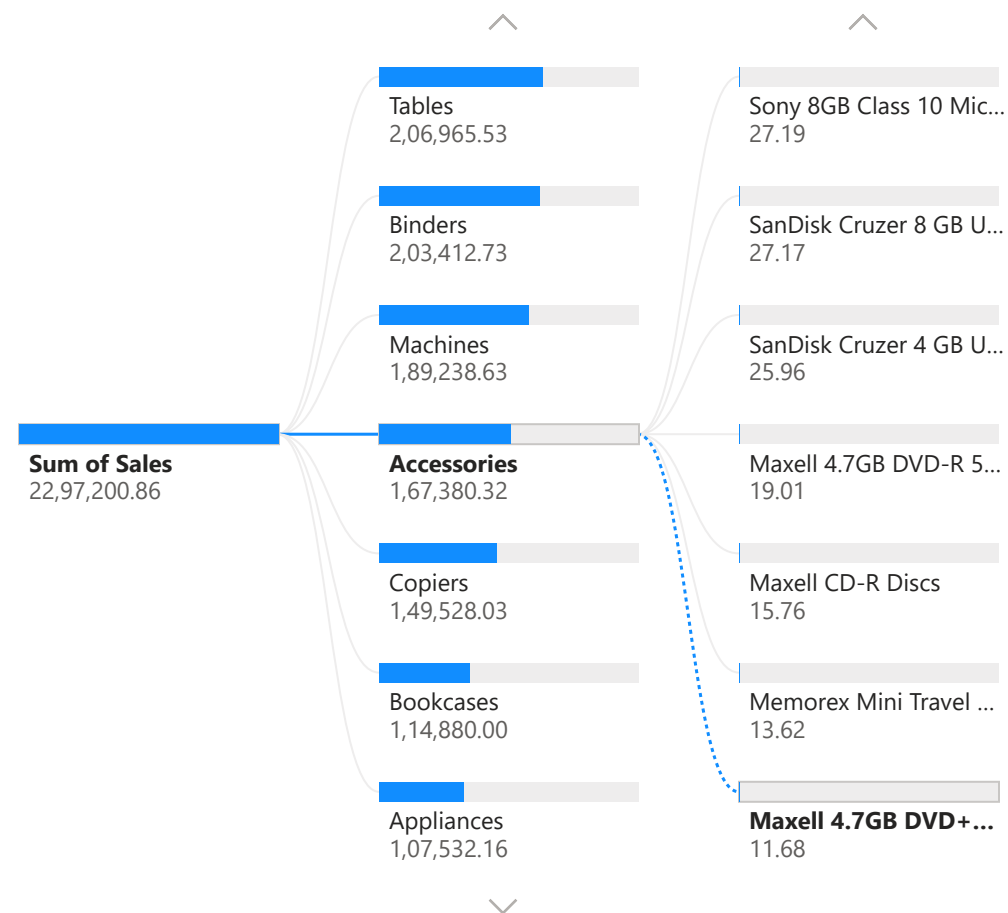 Sum of Sales
22,97,200.86
Tables
2,06,965.53
Binders
2,03,412.73
Machines
1,89,238.63
Accessories
1,67,380.32
Copiers
1,49,528.03
Bookcases
1,14,880.00
Appliances
1,07,532.16
Sony 8GB Class 10 Mic...
27.19
SanDisk Cruzer 8 GB U...
27.17
SanDisk Cruzer 4 GB U...
25.96
Maxell 4.7GB DVD-R 5...
19.01
Maxell CD-R Discs
15.76
Memorex Mini Travel ...
13.62
Maxell 4.7GB DVD+...
11.68